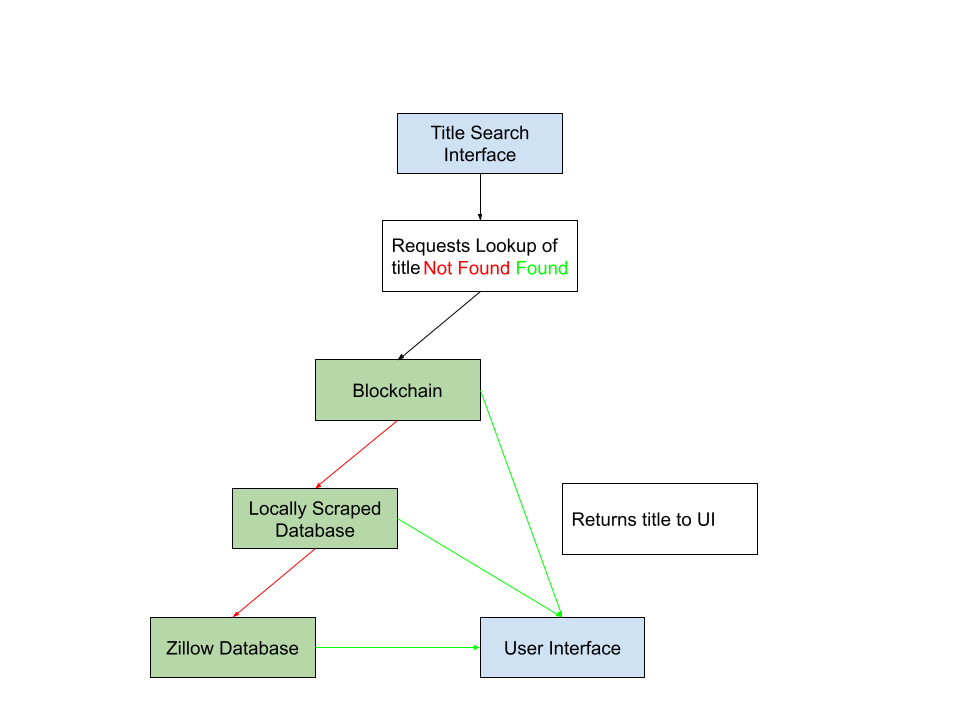 Title Search
Interface
Requests Lookup of
title Not Found Found
Blockchain
Locally Scraped
Database
Returns title to UI
Zillow Database
User Interface